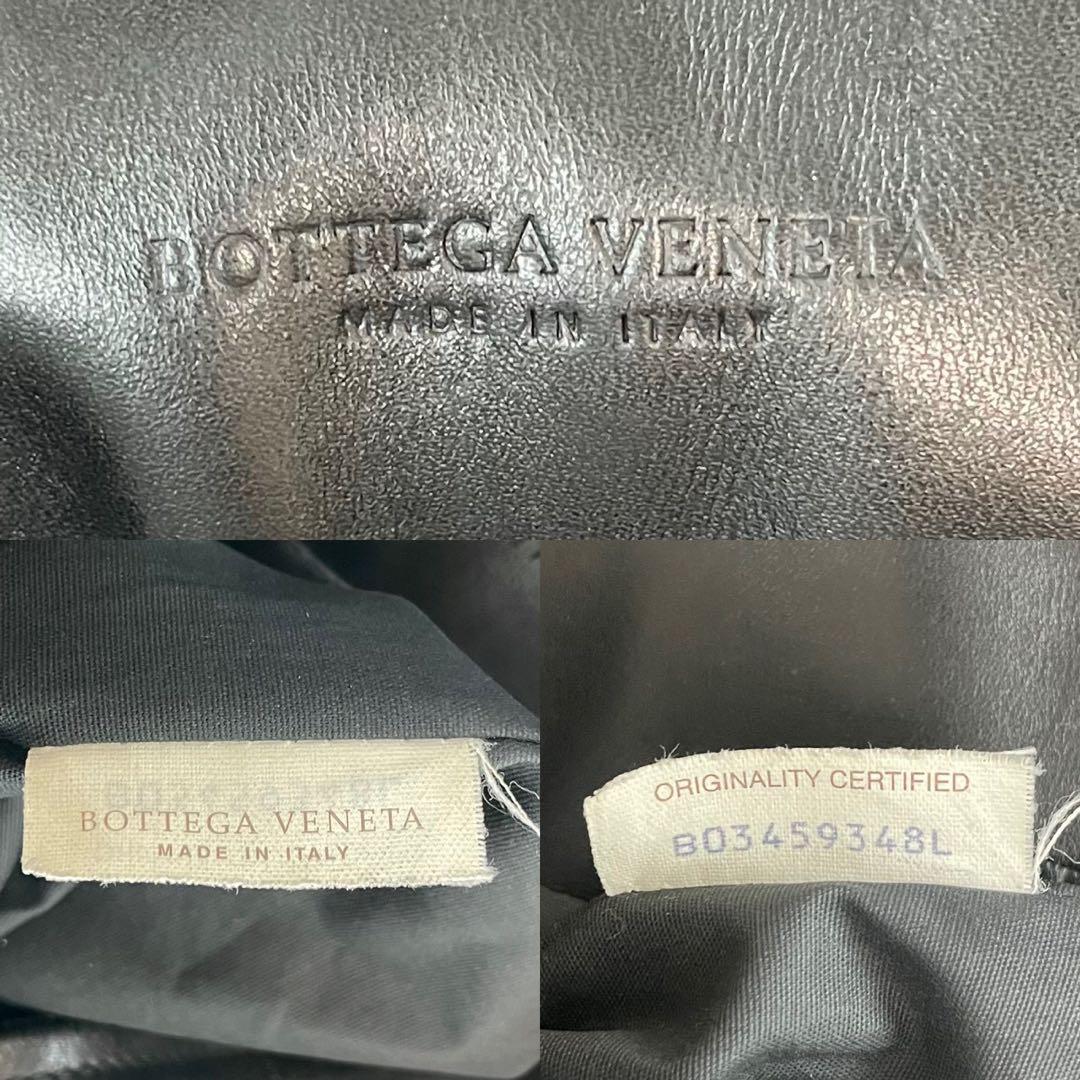 BOTTEGA VENETA
MADE IN ITALY
BOTTEGA VENETA
MADE IN ITALY
ORIGINALITY CERTIFIED
B03459348L